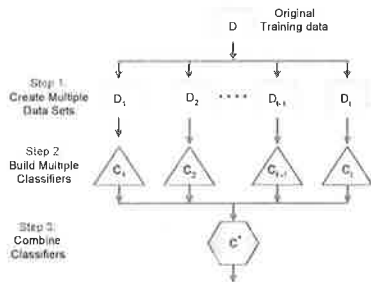 D Original
Training data
Step 1:
Create Multiple
Data Sets
D₁ D₂ •••• Dₜ₋₁ Dₜ
Step 2
Build Multiple
Classifiers
C₁ C₂ Cₜ₋₁ Cₜ
Step 3:
Combine
Classifiers
C*